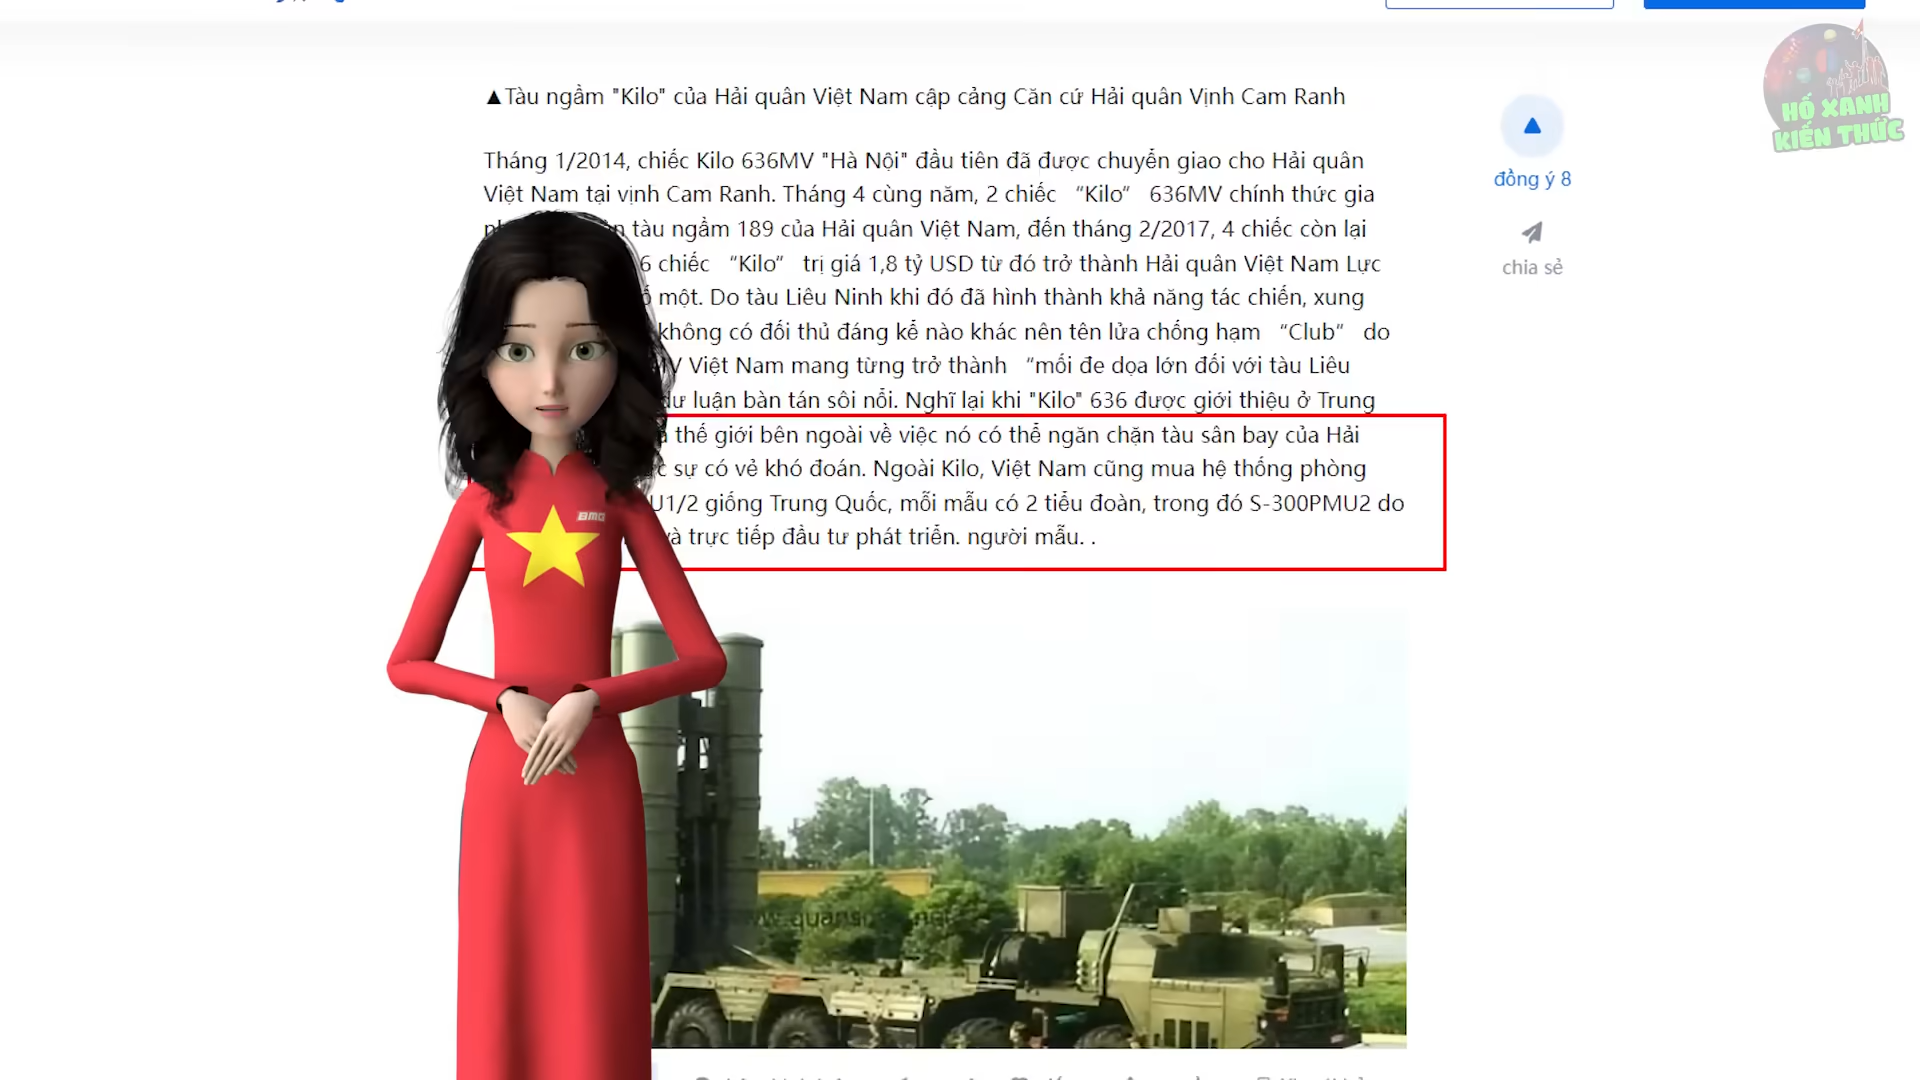 ▲Tàu ngầm "Kilo" của Hải quân Việt Nam cập cảng Căn cứ Hải quân Vịnh Cam Ranh
Tháng 1/2014, chiếc Kilo 636MV "Hà Nội" đầu tiên đã được chuyển giao cho Hải quân
Việt Nam tại vịnh Cam Ranh. Tháng 4 cùng năm, 2 chiếc “Kilo” 636MV chính thức gia
tàu ngầm 189 của Hải quân Việt Nam, đến tháng 2/2017, 4 chiếc còn lại
6 chiếc “Kilo” trị giá 1,8 tỷ USD từ đó trở thành Hải quân Việt Nam Lực
một. Do tàu Liêu Ninh khi đó đã hình thành khả năng tác chiến, xung
không có đối thủ đáng kể nào khác nên tên lửa chống hạm “Club” do
Việt Nam mang từng trở thành “mối đe dọa lớn đối với tàu Liêu
luận bàn tán sôi nổi. Nghĩ lại khi "Kilo" 636 được giới thiệu ở Trung
thế giới bên ngoài về việc nó có thể ngăn chặn tàu sân bay của Hải
sự có vẻ khó đoán. Ngoài Kilo, Việt Nam cũng mua hệ thống phòng
U1/2 giống Trung Quốc, mỗi mẫu có 2 tiểu đoàn, trong đó S-300PMU2 do
và trực tiếp đầu tư phát triển. người mẫu. .
đồng ý 8
chia sẻ
HỐ XANH
KIẾN THỨC
BMG